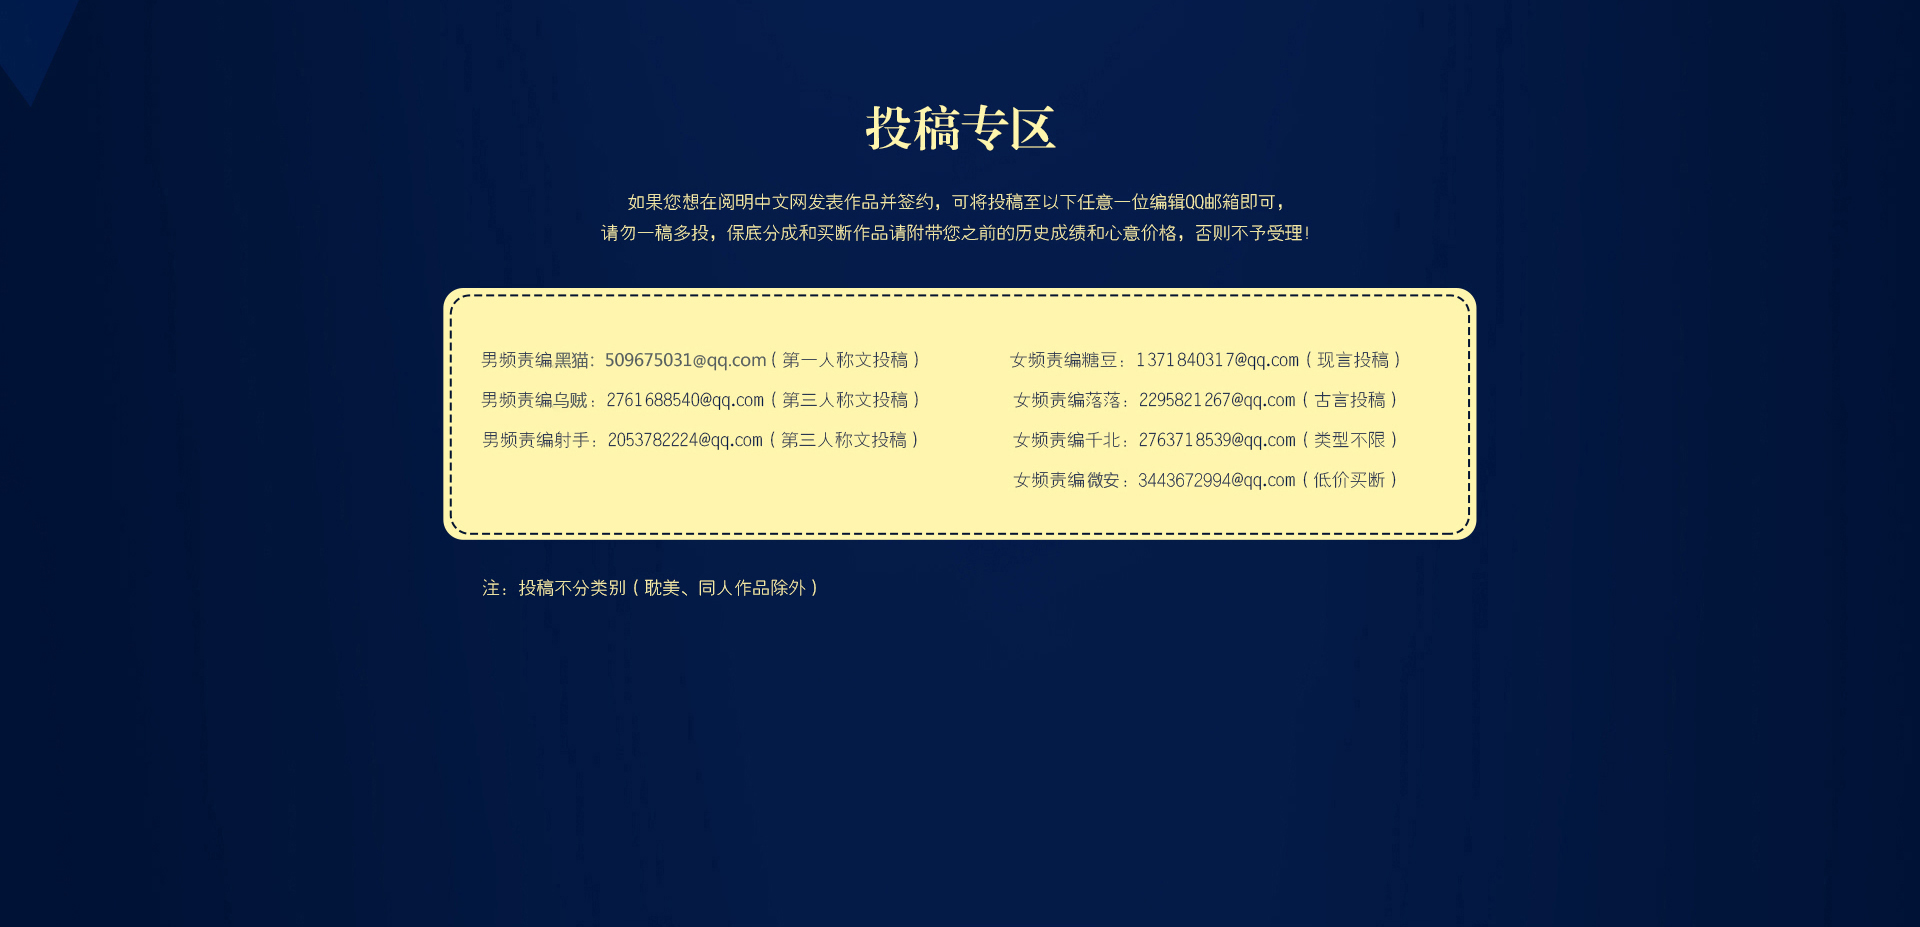 投稿专区
如果您想在阅明中文网发表作品并签约，可将投稿至以下任意一位编辑QQ邮箱即可，
请勿一稿多投，保底分成和买断作品请附带您之前的历史成绩和心意价格，否则不予受理！
男频责编黑猫：509675031@qq.com（第一人称文投稿）
男频责编乌贼：2761688540@qq.com（第三人称文投稿）
男频责编射手：2053782224@qq.com（第三人称文投稿）
女频责编糖豆：1371840317@qq.com（现言投稿）
女频责编落落：2295821267@qq.com（古言投稿）
女频责编千北：2763718539@qq.com（类型不限）
女频责编微安：3443672994@qq.com（低价买断）
注：投稿不分类别（耽美、同人作品除外）